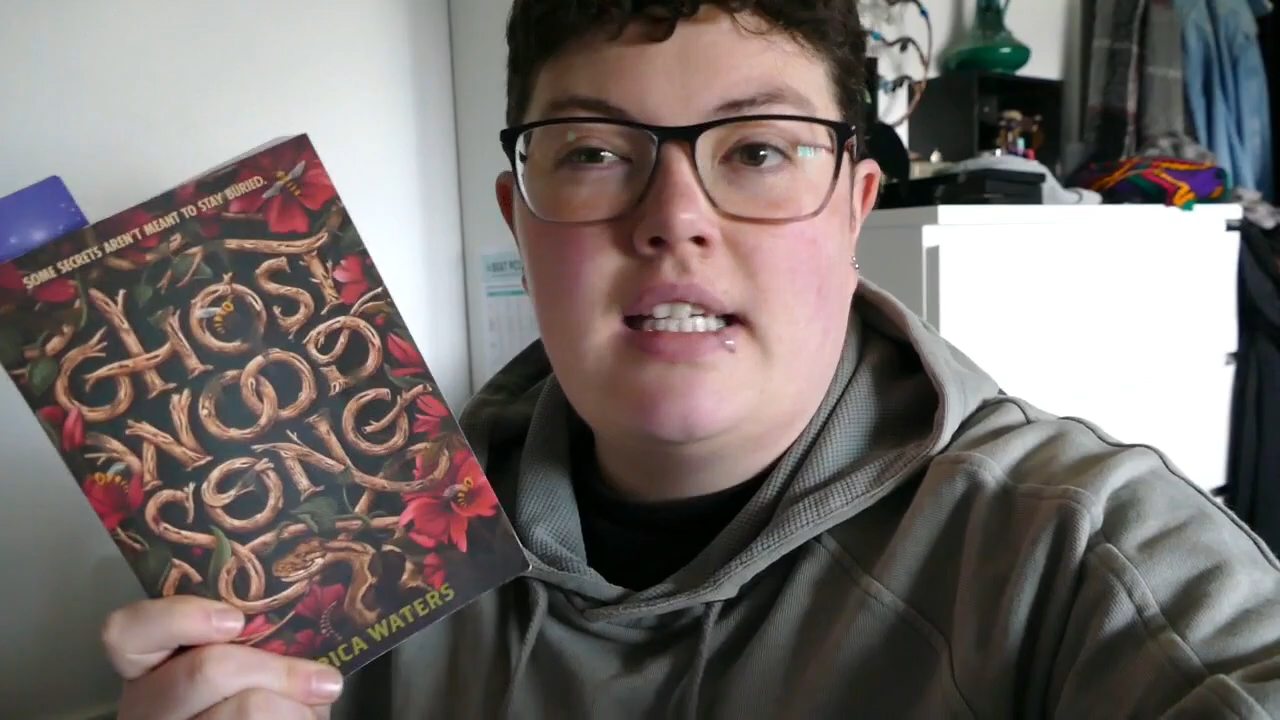 SOME SECRETS AREN'T MEANT TO STAY BURIED.
GHOST
WOOD
SONG
RICA WATERS